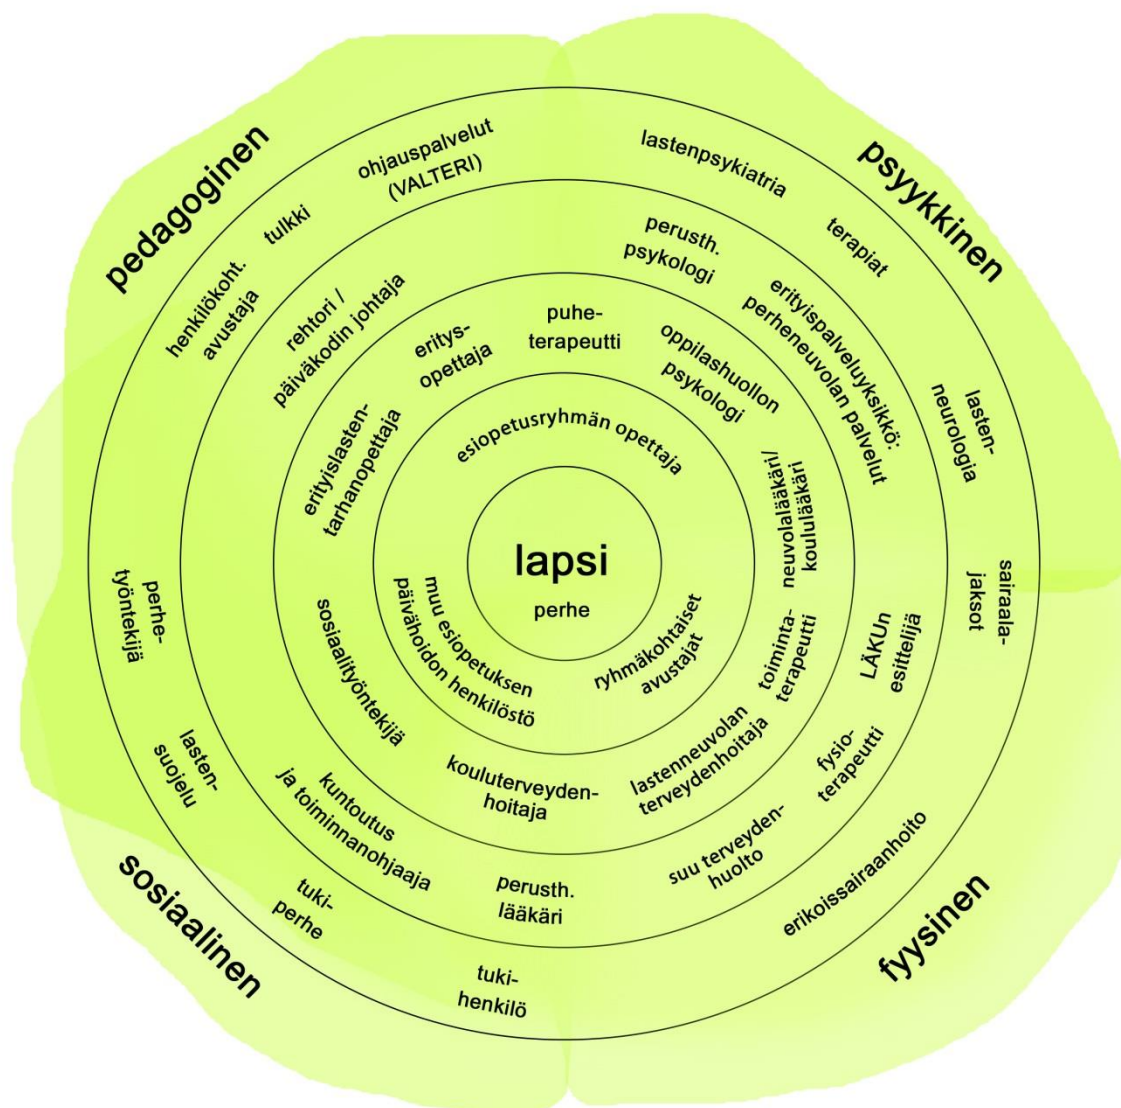 pedagoginen
psyykkinen
sosiaalinen
fyysinen
ohjauspalvelut
(VALTERI)
tulkki
henkilökoht.
avustaja
lastenpsykiatria
terapiat
lasten-
neurologia
sairaala-
jaksot
erikoissairaanhoito
tuki-
henkilö
tuki-
perhe
lasten-
suojelu
perhe-
työntekijä
rehtori /
päiväkodin johtaja
perusth.
psykologi
erityispalveluyksikkö:
perheneuvolan palvelut
LÄKUn
esittelijä
fysio-
terapeutti
suu terveyden-
huolto
perusth.
lääkäri
kuntoutus
ja toiminnanohjaaja
erityslasten-
tarhanopettaja
eritys-
opettaja
puhe-
terapeutti
oppilashuollon
psykologi
neuvolalääkäri/
koululääkäri
toiminta-
terapeutti
lastenneuvolan
terveydenhoitaja
kouluterveyden-
hoitaja
sosiaalityöntekijä
esiopetusryhmän opettaja
ryhmäkohtaiset
avustajat
muu esiopetuksen
päivähoidon henkilöstö
lapsi
perhe